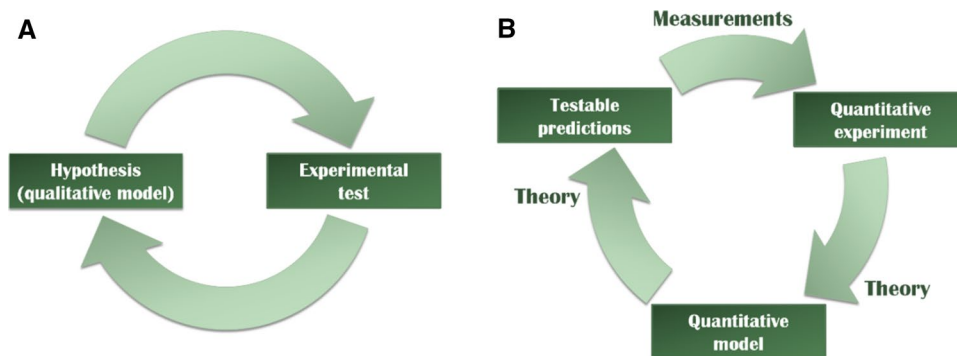 A
Hypothesis
(qualitative model)
Experimental
test
B
Measurements
Testable
predictions
Quantitative
experiment
Theory
Theory
Quantitative
model